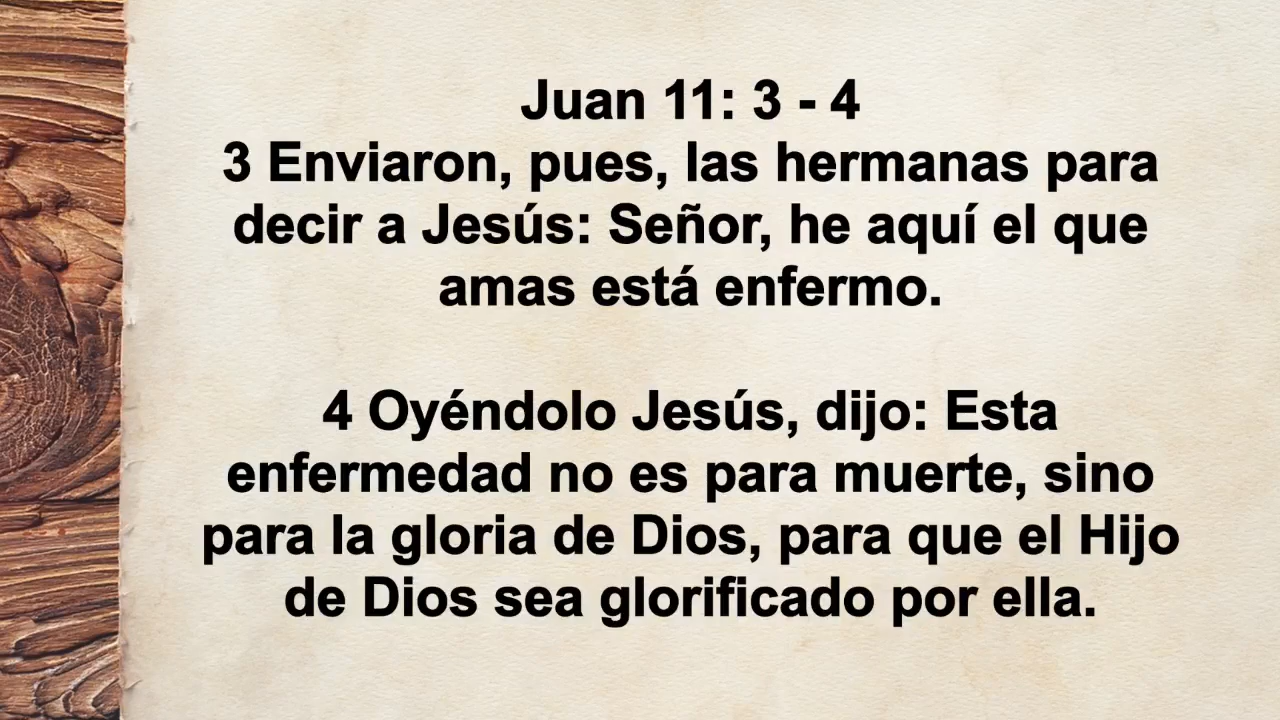 Juan 11: 3 - 4
3 Enviaron, pues, las hermanas para
decir a Jesús: Señor, he aquí el que
amas está enfermo.
4 Oyéndolo Jesús, dijo: Esta
enfermedad no es para muerte, sino
para la gloria de Dios, para que el Hijo
de Dios sea glorificado por ella.